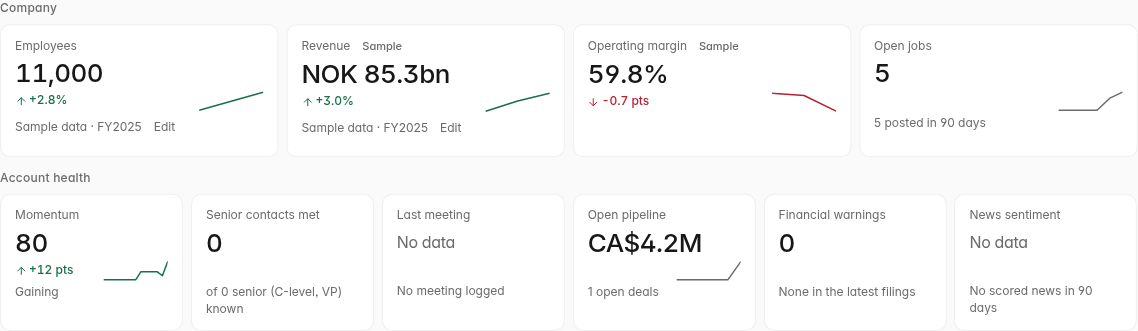 Company
Employees
11,000
↑ +2.8%
Sample data · FY2025 Edit
Revenue Sample
NOK 85.3bn
↑ +3.0%
Sample data · FY2025 Edit
Operating margin Sample
59.8%
↓ -0.7 pts
Open jobs
5
5 posted in 90 days
Account health
Momentum
80
↑ +12 pts
Gaining
Senior contacts met
0
of 0 senior (C-level, VP)
known
Last meeting
No data
No meeting logged
Open pipeline
CA$4.2M
1 open deals
Financial warnings
0
None in the latest filings
News sentiment
No data
No scored news in 90
days